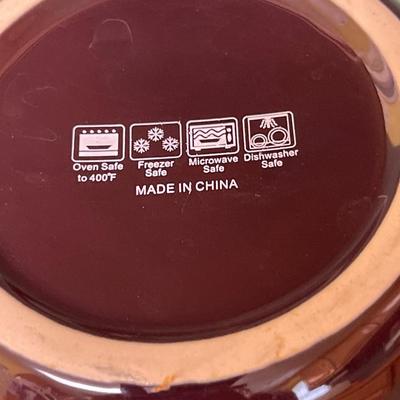 Oven Safe
to 400°F
Freezer
Safe
Microwave
Safe
Dishwasher
Safe
MADE IN CHINA